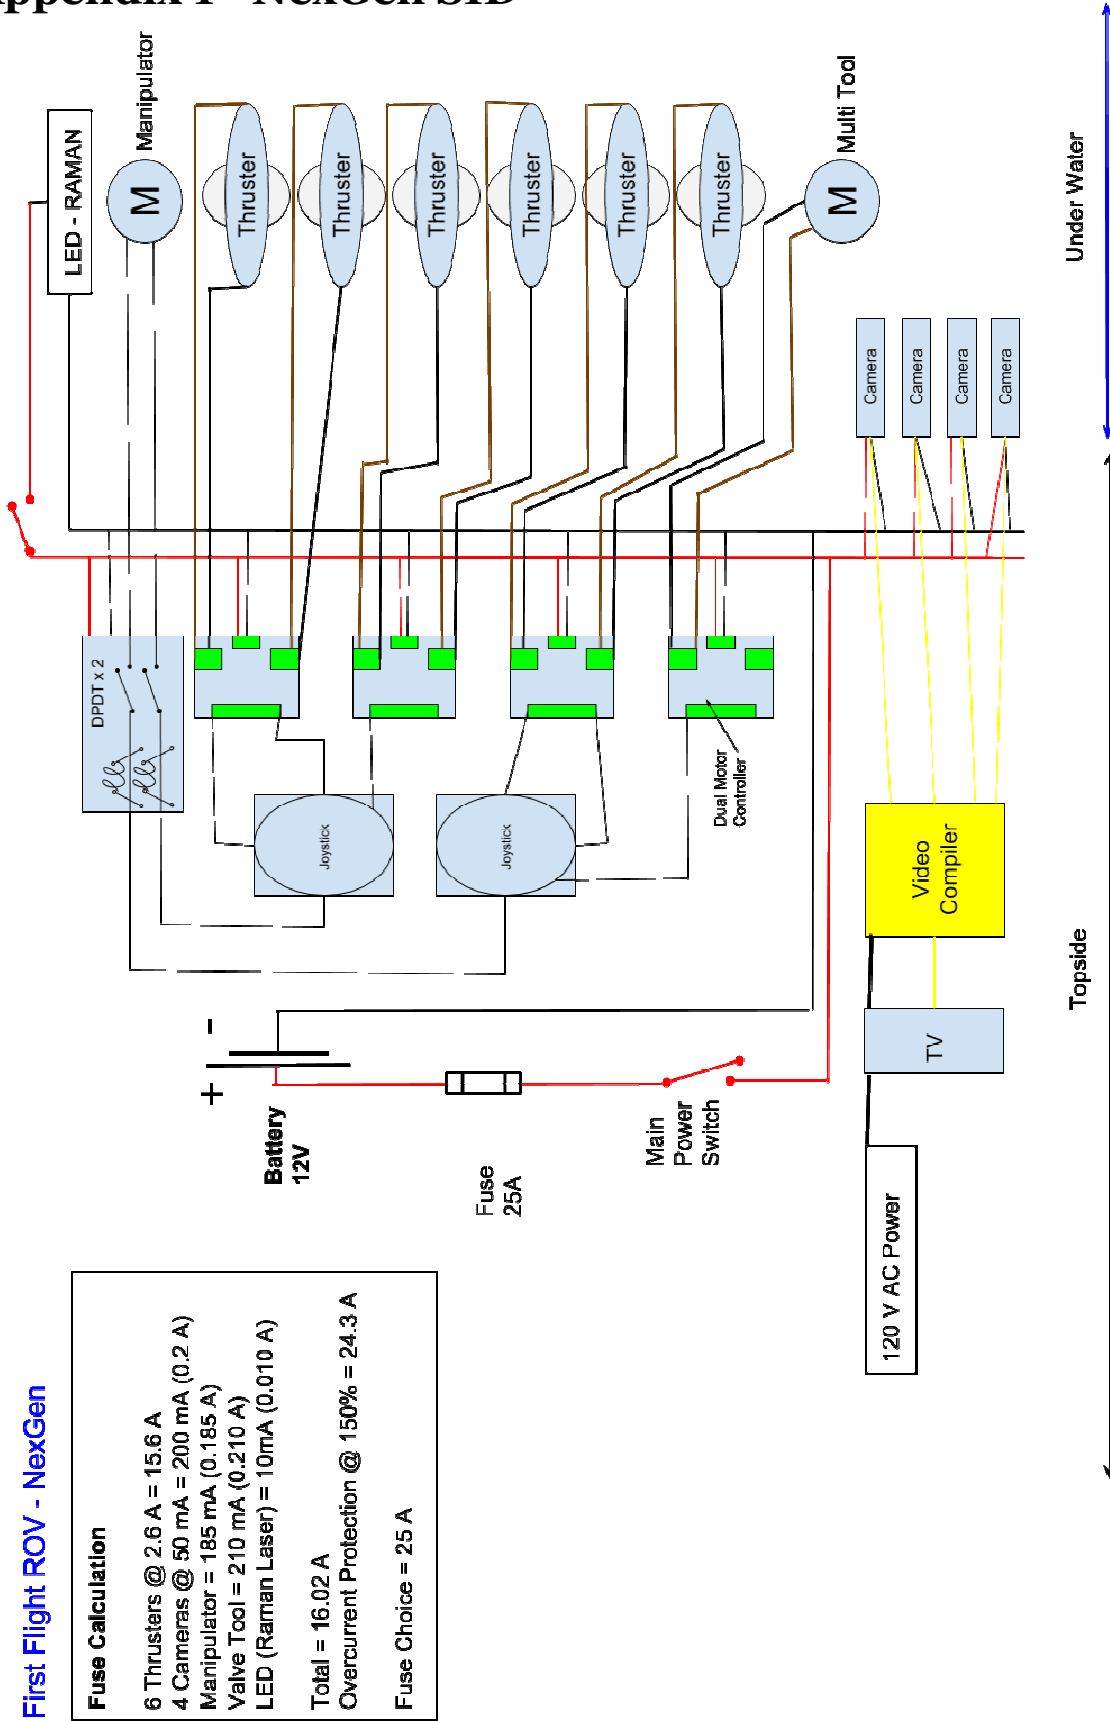 Appendix 1 - NexGen SID
First Flight ROV - NexGen
Fuse Calculation
6 Thrusters @ 2.6 A = 15.6 A
4 Cameras @ 50 mA = 200 mA (0.2 A)
Manipulator = 185 mA (0.185 A)
Valve Tool = 210 mA (0.210 A)
LED (Raman Laser) = 10mA (0.010 A)
Total = 16.02 A
Overcurrent Protection @ 150% = 24.3 A
Fuse Choice = 25 A
Battery
12V
+
-
Fuse
25A
Main
Power
Switch
120 V AC Power
TV
Video
Compiler
Joystick
Joystick
DPDT x 2
Dual Motor
Controller
LED - RAMAN
M
Manipulator
Thruster
Thruster
Thruster
Thruster
Thruster
Thruster
M
Multi Tool
Camera
Camera
Camera
Camera
Topside
Under Water